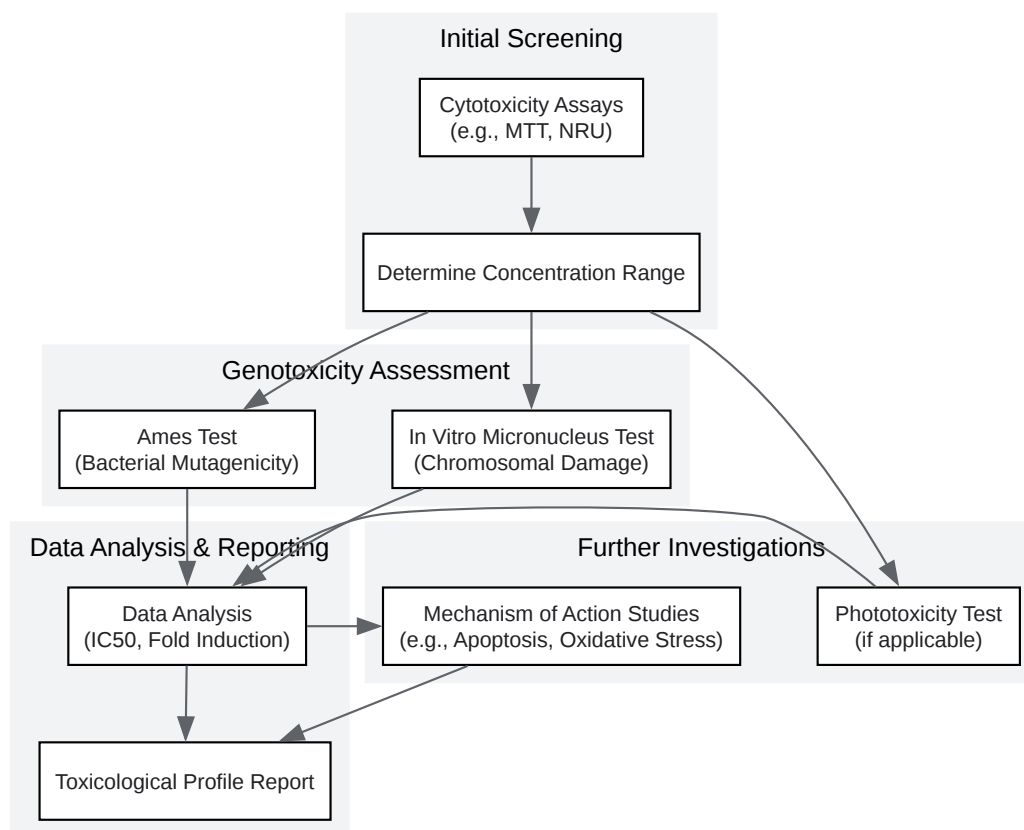 Initial Screening
Cytotoxicity Assays
(e.g., MTT, NRU)
Determine Concentration Range
Genotoxicity Assessment
Ames Test
(Bacterial Mutagenicity)
In Vitro Micronucleus Test
(Chromosomal Damage)
Data Analysis & Reporting
Further Investigations
Data Analysis
(IC50, Fold Induction)
Mechanism of Action Studies
(e.g., Apoptosis, Oxidative Stress)
Phototoxicity Test
(if applicable)
Toxicological Profile Report